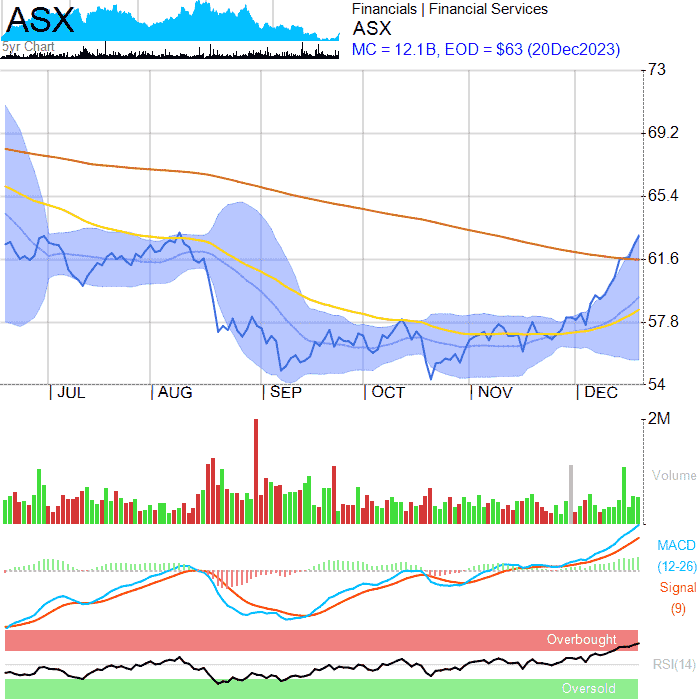 ASX
5yr Chart
Financials | Financial Services
ASX
MC = 12.1B, EOD = $63 (20Dec2023)
73
69.2
65.4
61.6
57.8
54
JUL
AUG
SEP
OCT
NOV
DEC
2M
Volume
MACD
(12-26)
Signal
(9)
Overbought
RSI(14)
Oversold